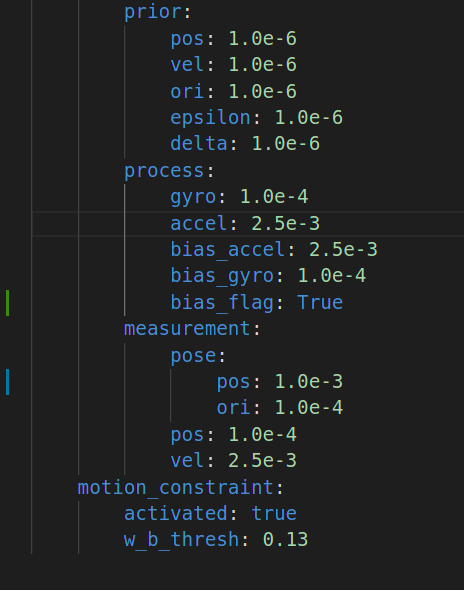 prior:
pos: 1.0e-6
vel: 1.0e-6
ori: 1.0e-6
epsilon: 1.0e-6
delta: 1.0e-6
process:
gyro: 1.0e-4
accel: 2.5e-3
bias_accel: 2.5e-3
bias_gyro: 1.0e-4
bias_flag: True
measurement:
pose:
pos: 1.0e-3
ori: 1.0e-4
pos: 1.0e-4
vel: 2.5e-3
motion_constraint:
activated: true
w_b_thresh: 0.13